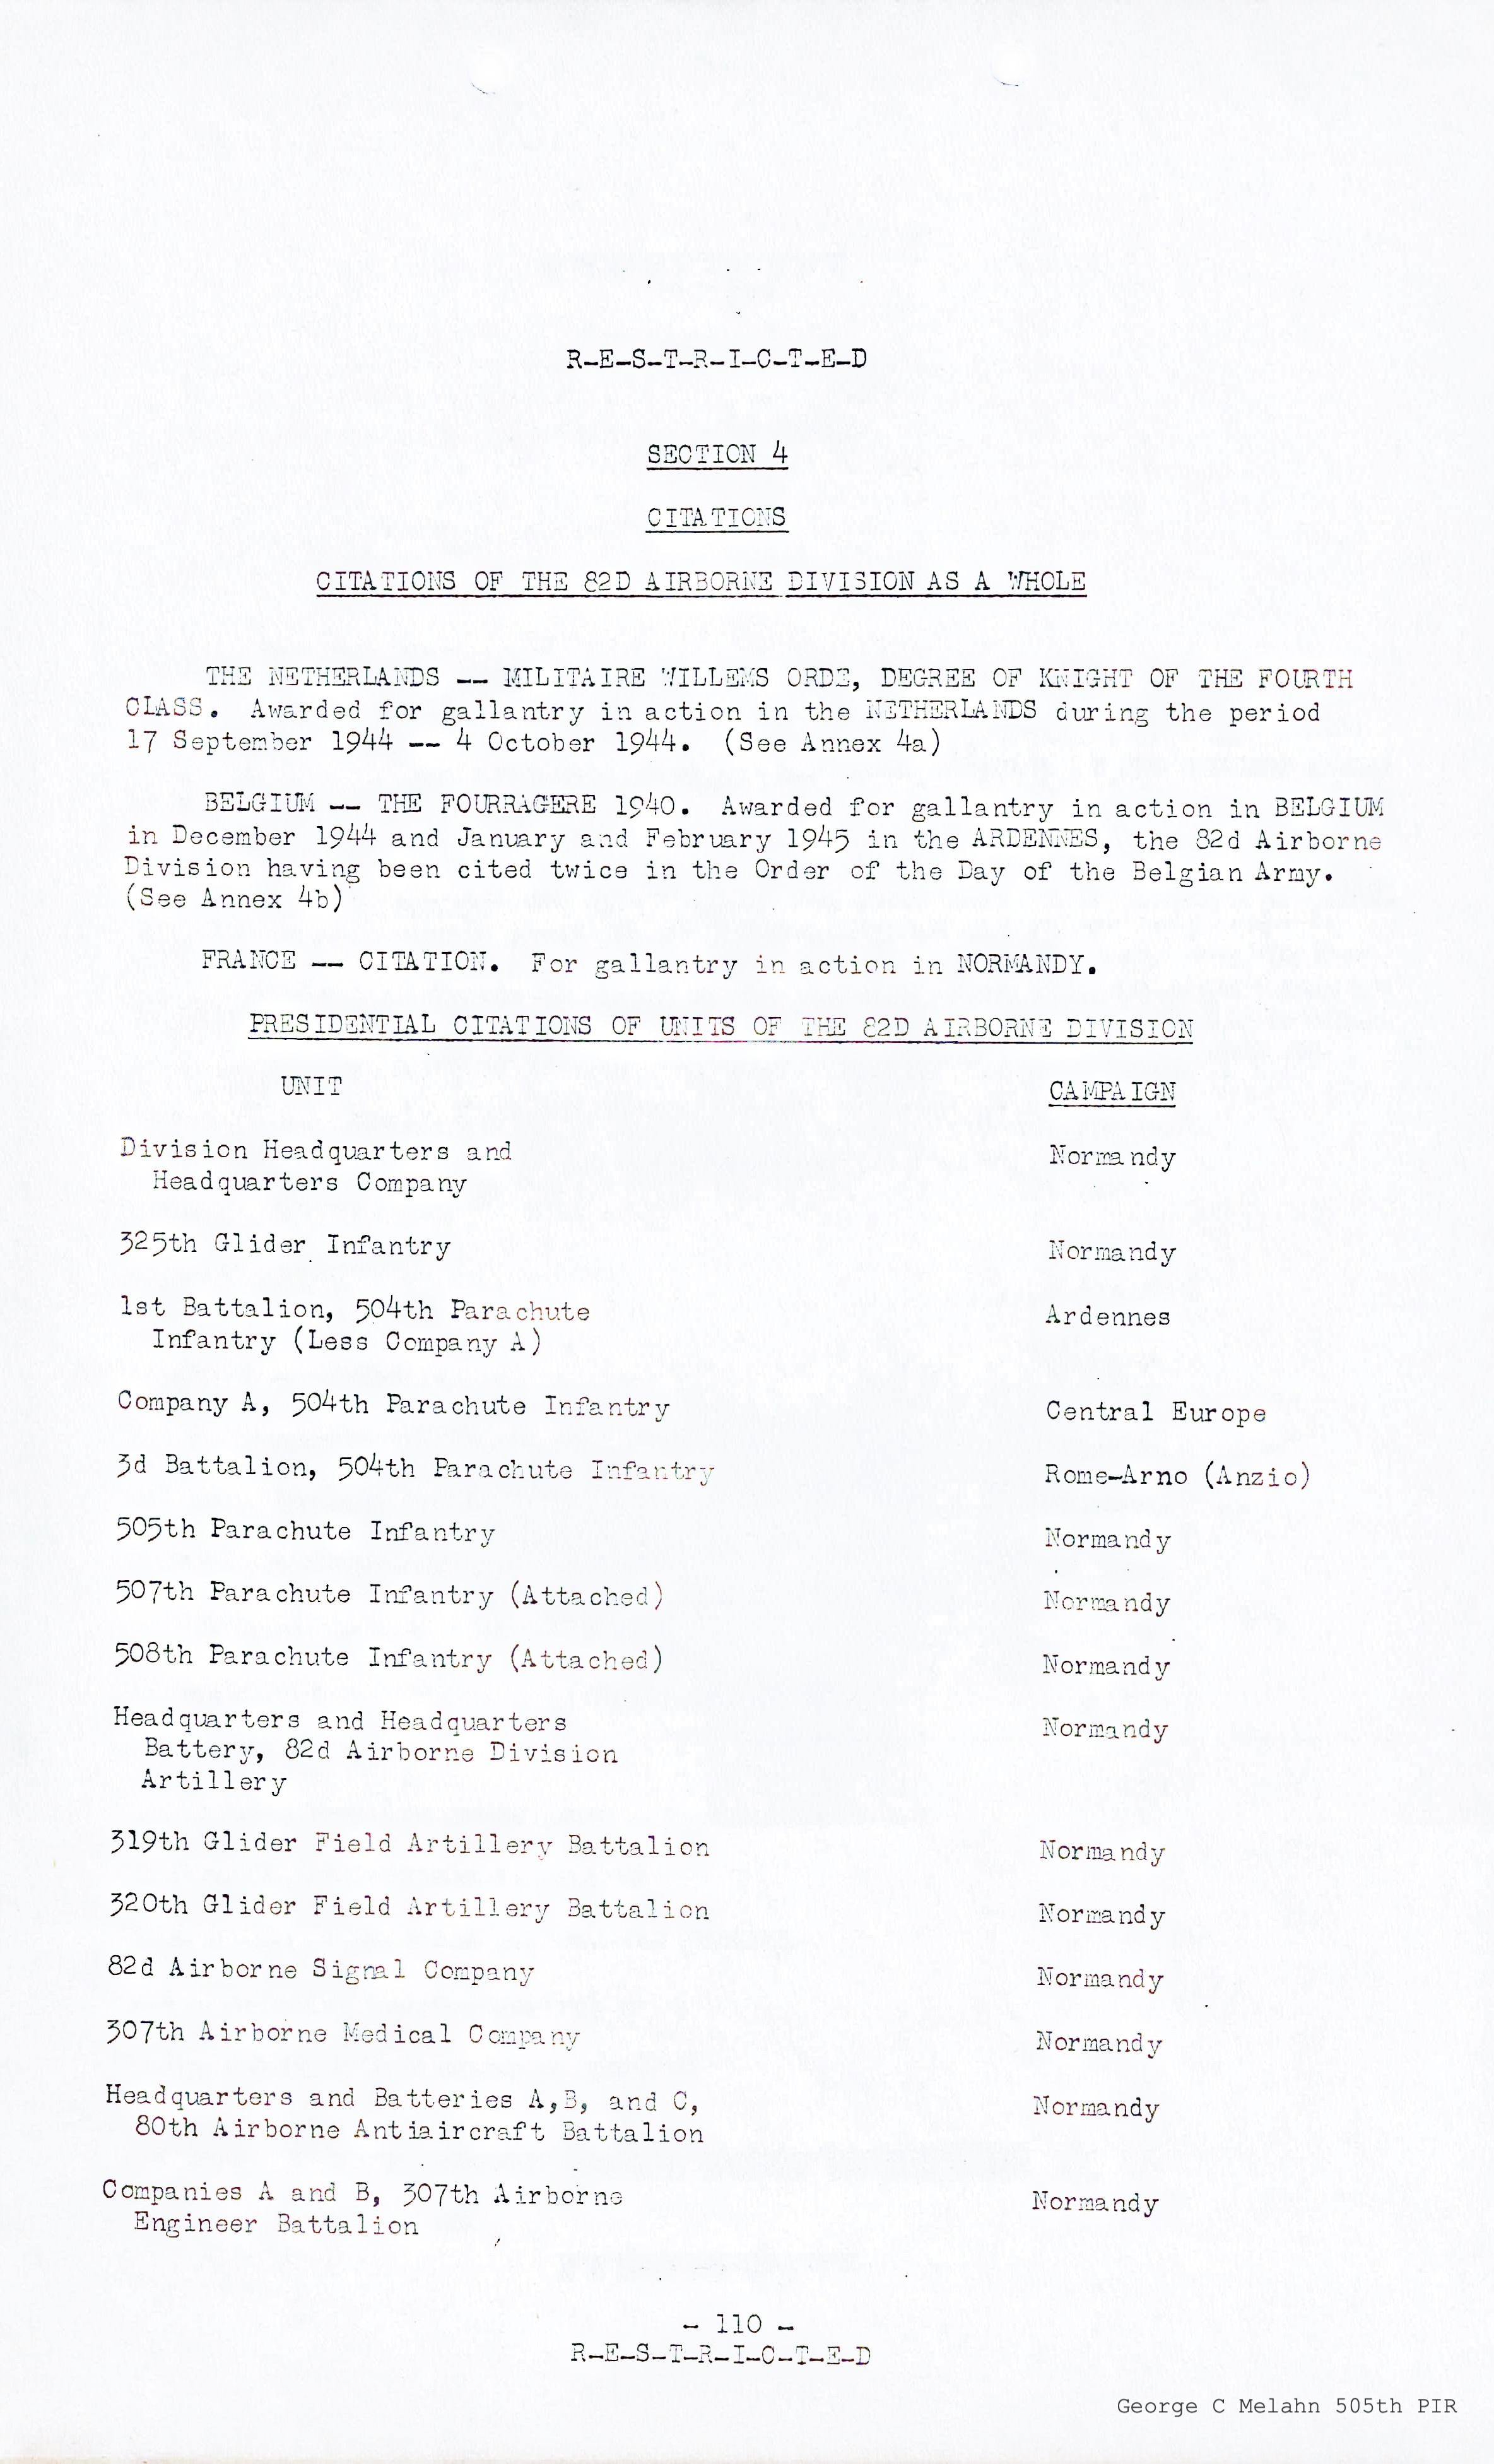 R-E-S-T-R-I-C-T-E-D
SECTION 4
CITATIONS
CITATIONS OF THE 82D AIRBORNE DIVISION AS A WHOLE
THE NETHERLANDS -- MILITAIRE WILLEMS ORDE, DEGREE OF KNIGHT OF THE FOURTH
CLASS. Awarded for gallantry in action in the NETHERLANDS during the period
17 September 1944 -- 4 October 1944. (See Annex 4a)
BELGIUM -- THE FOURRAGERE 1940. Awarded for gallantry in action in BELGIUM
in December 1944 and January and February 1945 in the ARDENNES, the 82d Airborne
Division having been cited twice in the Order of the Day of the Belgian Army.
(See Annex 4b)
FRANCE -- CITATION. For gallantry in action in NORMANDY.
PRESIDENTIAL CITATIONS OF UNITS OF THE 82D AIRBORNE DIVISION
UNIT CAMPAIGN
Division Headquarters and Normandy
Headquarters Company
325th Glider Infantry Normandy
1st Battalion, 504th Parachute Ardennes
Infantry (Less Company A)
Company A, 504th Parachute Infantry Central Europe
3d Battalion, 504th Parachute Infantry Rome-Arno (Anzio)
505th Parachute Infantry Normandy
507th Parachute Infantry (Attached) Normandy
508th Parachute Infantry (Attached) Normandy
Headquarters and Headquarters Normandy
Battery, 82d Airborne Division
Artillery
319th Glider Field Artillery Battalion Normandy
320th Glider Field Artillery Battalion Normandy
82d Airborne Signal Company Normandy
307th Airborne Medical Company Normandy
Headquarters and Batteries A,B, and C, Normandy
80th Airborne Antiaircraft Battalion
Companies A and B, 307th Airborne Normandy
Engineer Battalion
- 110 -
R-E-S-T-R-I-C-T-E-D
George C Melahn 505th PIR